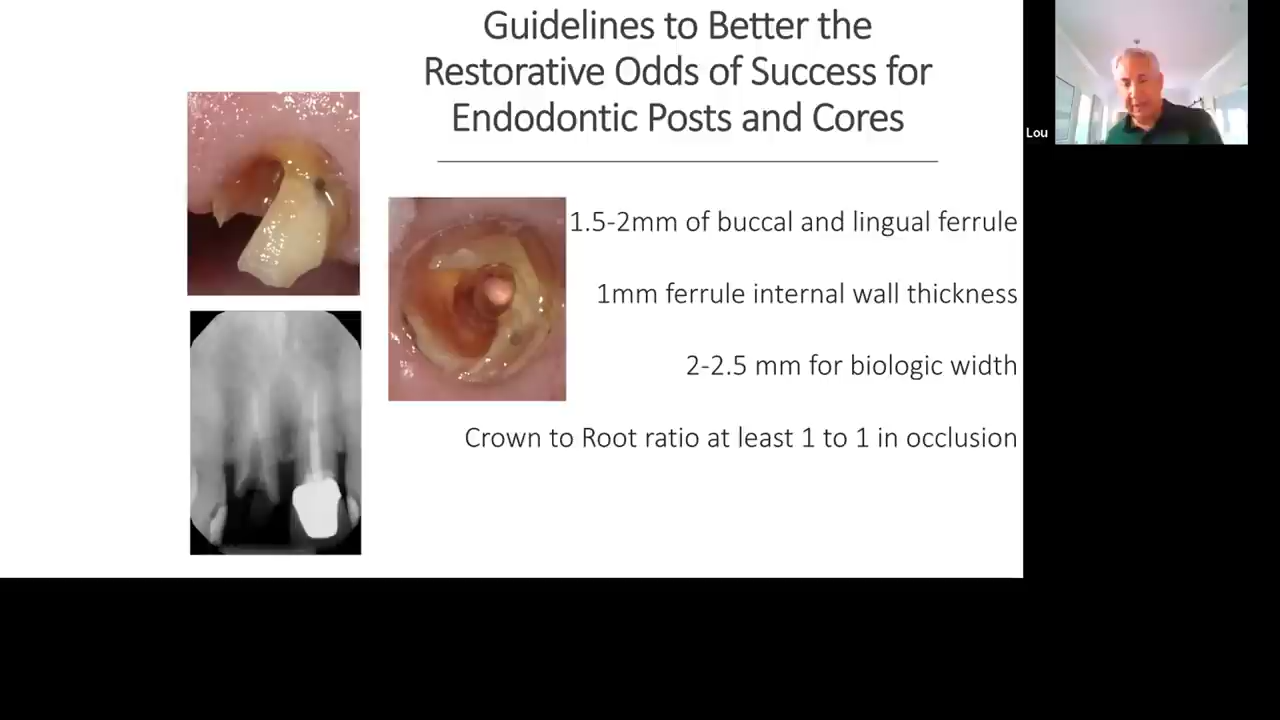 Guidelines to Better the
Restorative Odds of Success for
Endodontic Posts and Cores
Lou
1.5-2mm of buccal and lingual ferrule
1mm ferrule internal wall thickness
2-2.5 mm for biologic width
Crown to Root ratio at least 1 to 1 in occlusion